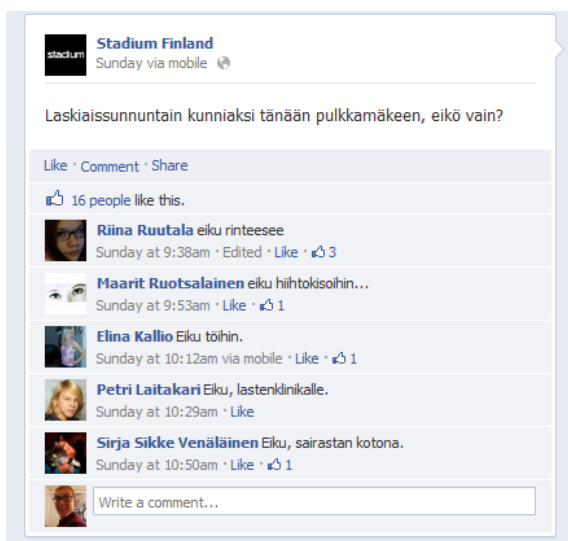 stadium
Stadium Finland
Sunday via mobile
Laskiaissunnuntain kunniaksi tänään pulkkamäkeen, eikö vain?
Like · Comment · Share
16 people like this.
Riina Ruutala eiku rinteesee
Sunday at 9:38am · Edited · Like · 3
Maarit Ruotsalainen eiku hiihtokisoihin...
Sunday at 9:53am · Like · 1
Elina Kallio Eiku töihin.
Sunday at 10:12am via mobile · Like · 1
Petri Laitakari Eiku, lastenklinikalle.
Sunday at 10:29am · Like
Sirja Sikke Venäläinen Eiku, sairastan kotona.
Sunday at 10:50am · Like · 1
Write a comment...